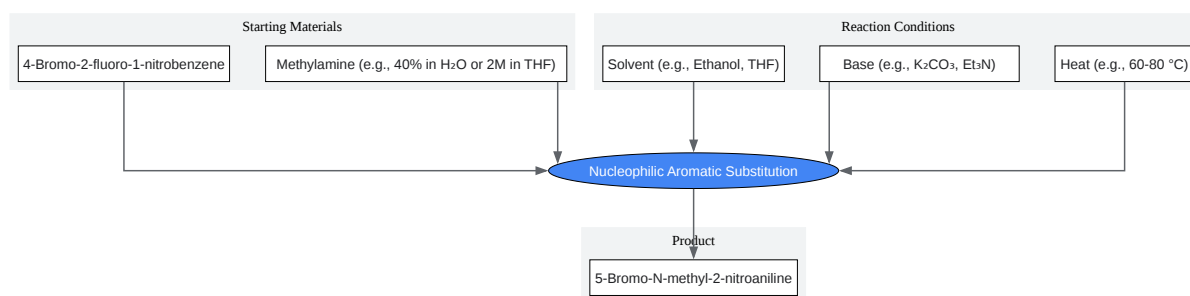 Starting Materials
Reaction Conditions
4-Bromo-2-fluoro-1-nitrobenzene
Methylamine (e.g., 40% in H₂O or 2M in THF)
Solvent (e.g., Ethanol, THF)
Base (e.g., K₂CO₃, Et₃N)
Heat (e.g., 60-80 °C)
Nucleophilic Aromatic Substitution
Product
5-Bromo-N-methyl-2-nitroaniline